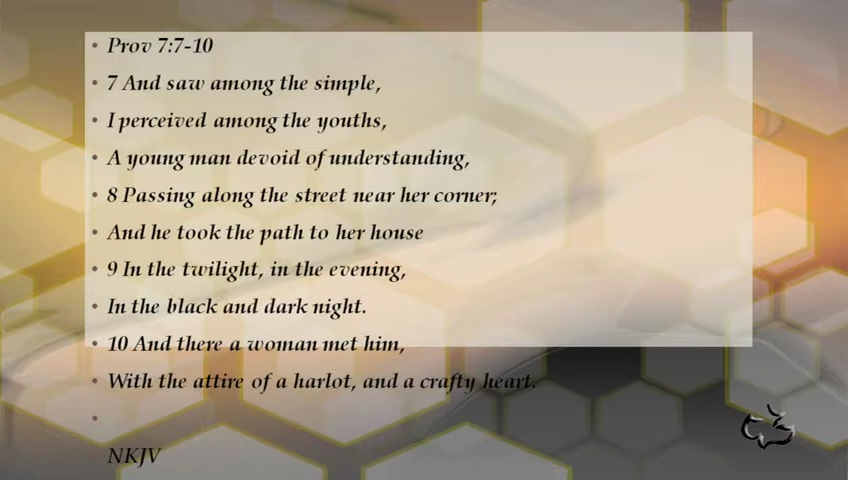 • Prov 7:7-10
• 7 And saw among the simple,
• I perceived among the youths,
• A young man devoid of understanding,
• 8 Passing along the street near her corner;
• And he took the path to her house
• 9 In the twilight, in the evening,
• In the black and dark night.
• 10 And there a woman met him,
• With the attire of a harlot, and a crafty heart.
•
• NKJV